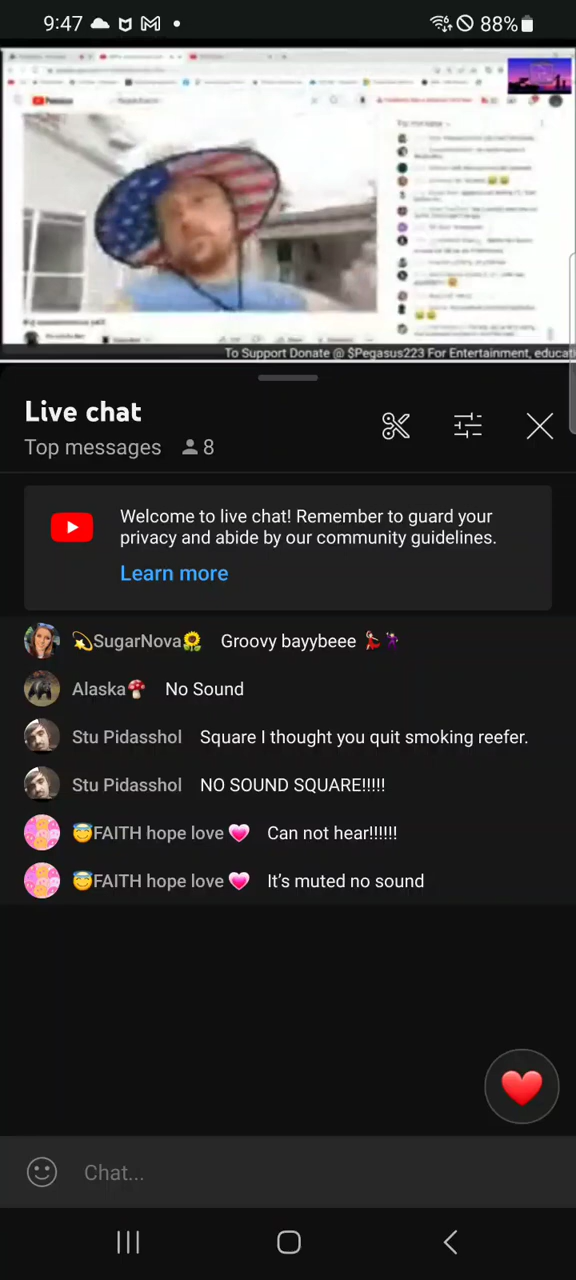 9:47
88%
To Support Donate @ $Pegasus223 For Entertainment, educat
Live chat
Top messages 8
Welcome to live chat! Remember to guard your
privacy and abide by our community guidelines.
Learn more
💫SugarNova🌻 Groovy bayybeee 💃🕺
Alaska🍄 No Sound
Stu Pidasshol Square I thought you quit smoking reefer.
Stu Pidasshol NO SOUND SQUARE!!!!!
😇FAITH hope love💗 Can not hear!!!!!!
😇FAITH hope love💗 It's muted no sound
Chat...